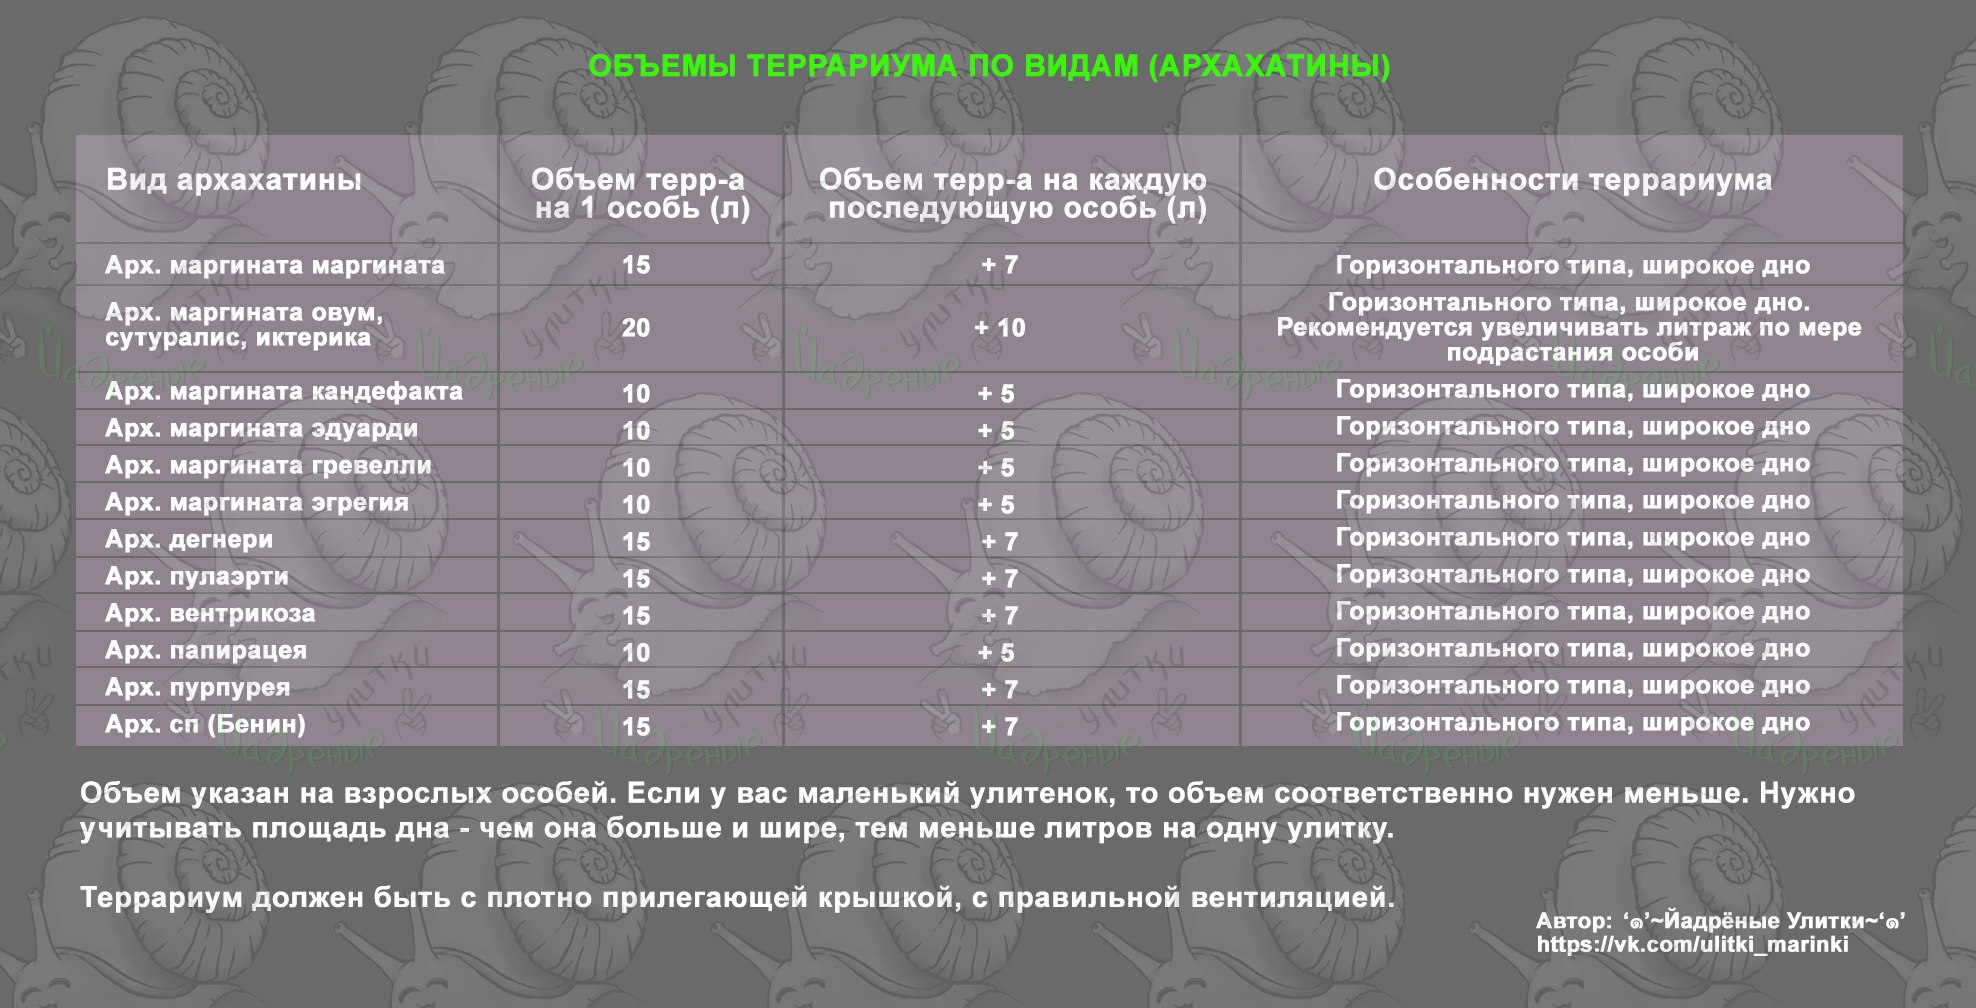 ОБЪЕМЫ ТЕРРАРИУМА ПО ВИДАМ (АРХАХАТИНЫ)
Вид архахатины
Объем терр-а
на 1 особь (л)
Объем терр-а на каждую
последующую особь (л)
Особенности террариума
Арх. маргината маргината 15 + 7 Горизонтального типа, широкое дно
Арх. маргината овум,
сутуралис, иктерика
20
+ 10
Горизонтального типа, широкое дно.
Рекомендуется увеличивать литраж по мере
подрастания особи
Арх. маргината кандефакта 10 + 5 Горизонтального типа, широкое дно
Арх. маргината эдуарди 10 + 5 Горизонтального типа, широкое дно
Арх. маргината гревелли 10 + 5 Горизонтального типа, широкое дно
Арх. маргината эгрегия 10 + 5 Горизонтального типа, широкое дно
Арх. дегнери 15 + 7 Горизонтального типа, широкое дно
Арх. пулаэрти 15 + 7 Горизонтального типа, широкое дно
Арх. вентрикоза 15 + 7 Горизонтального типа, широкое дно
Арх. папирацея 10 + 5 Горизонтального типа, широкое дно
Арх. пурпурея 15 + 7 Горизонтального типа, широкое дно
Арх. сп (Бенин) 15 + 7 Горизонтального типа, широкое дно
Объем указан на взрослых особей. Если у вас маленький улитенок, то объем соответственно нужен меньше. Нужно
учитывать площадь дна - чем она больше и шире, тем меньше литров на одну улитку.
Террариум должен быть с плотно прилегающей крышкой, с правильной вентиляцией.
Автор: ‘๑’~Йадрёные Улитки~‘๑’
https://vk.com/ulitki_marinki
Йадреные улитки